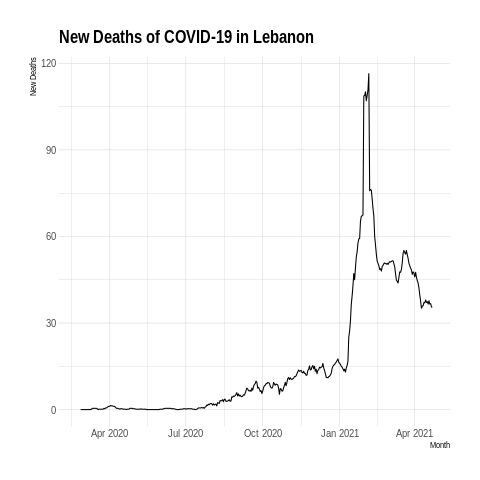 New Deaths of COVID-19 in Lebanon
New Deaths
120
90
60
30
0
Apr 2020 Jul 2020 Oct 2020 Jan 2021 Apr 2021
Month